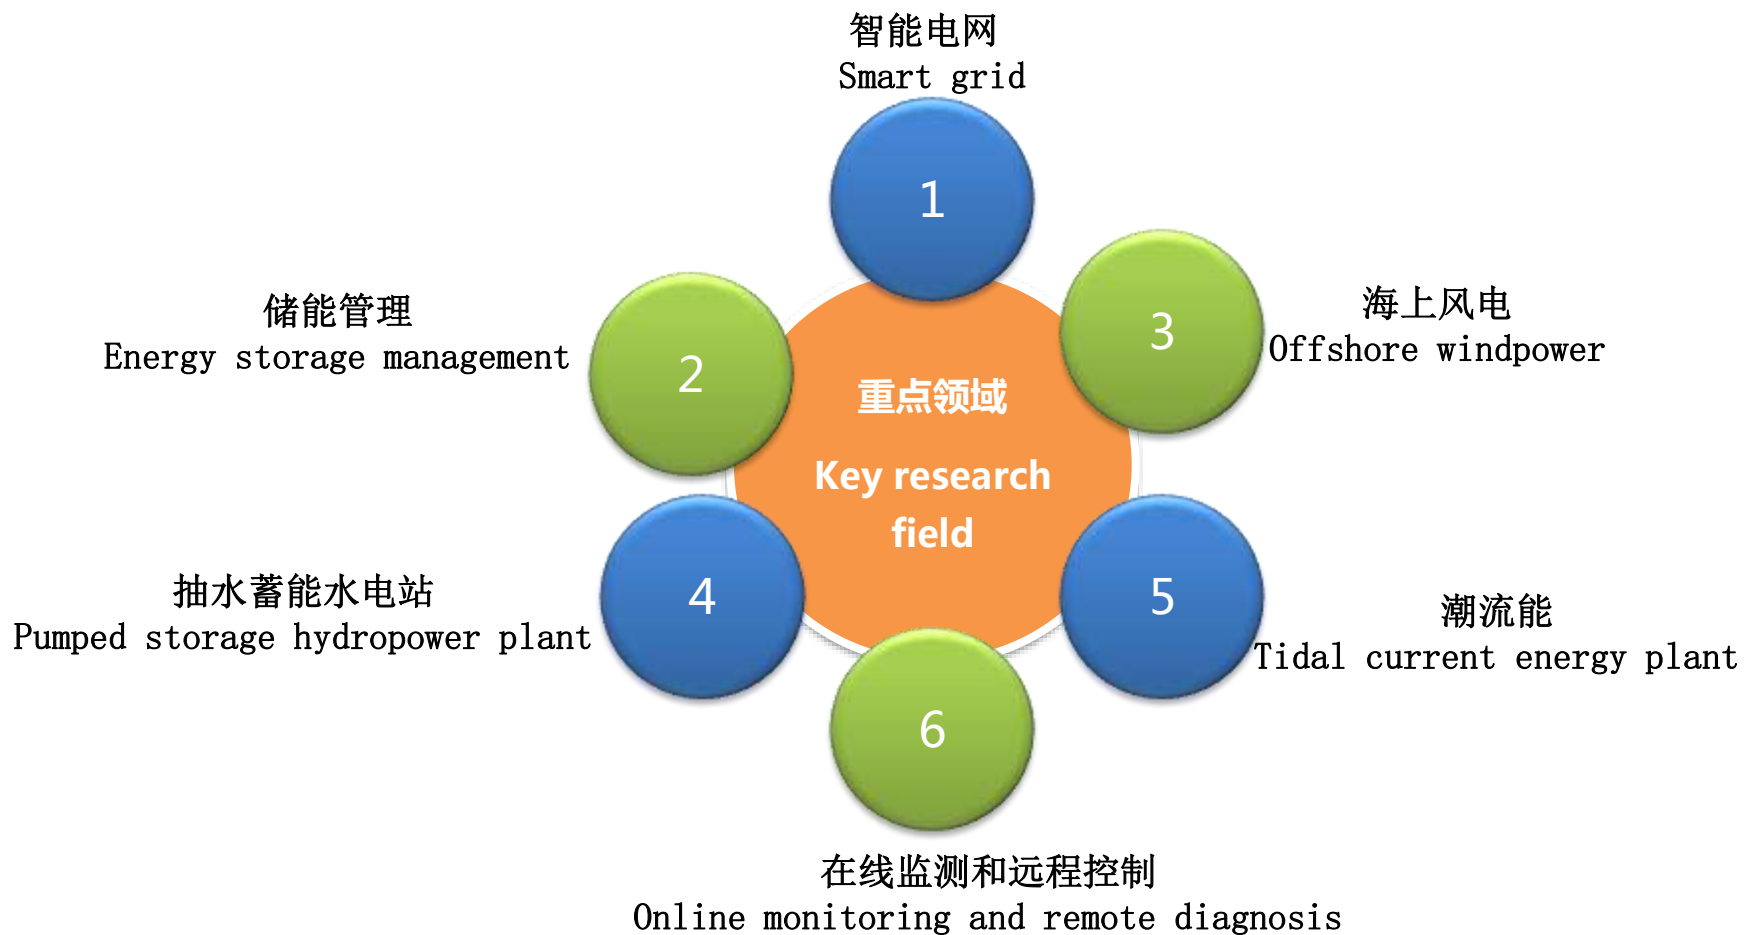 智能电网
Smart grid
1
储能管理
Energy storage management
2
3
海上风电
Offshore windpower
重点领域
Key research
field
抽水蓄能水电站
Pumped storage hydropower plant
4
5
潮流能
Tidal current energy plant
6
在线监测和远程控制
Online monitoring and remote diagnosis